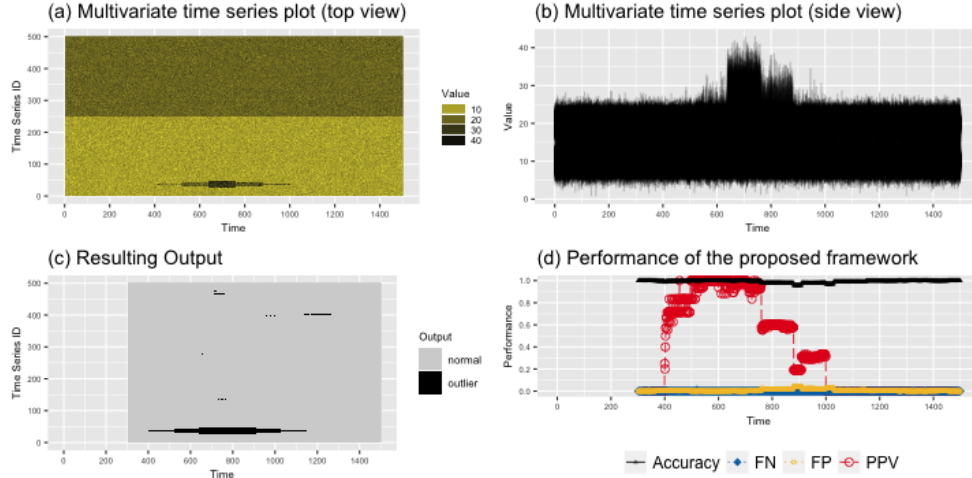 (a) Multivariate time series plot (top view)
500
400
300
200
100
0
Time Series ID
0 200 400 600 800 1000 1200 1400
Time
Value
10
20
30
40
(b) Multivariate time series plot (side view)
40
30
20
10
0
Value
0 200 400 600 800 1000 1200 1400
Time
(c) Resulting Output
500
400
300
200
100
0
Time Series ID
0 200 400 600 800 1000 1200 1400
Time
Output
normal
outlier
(d) Performance of the proposed framework
1.0
0.8
0.6
0.4
0.2
0.0
Performance
0 200 400 600 800 1000 1200 1400
Time
Accuracy FN FP PPV